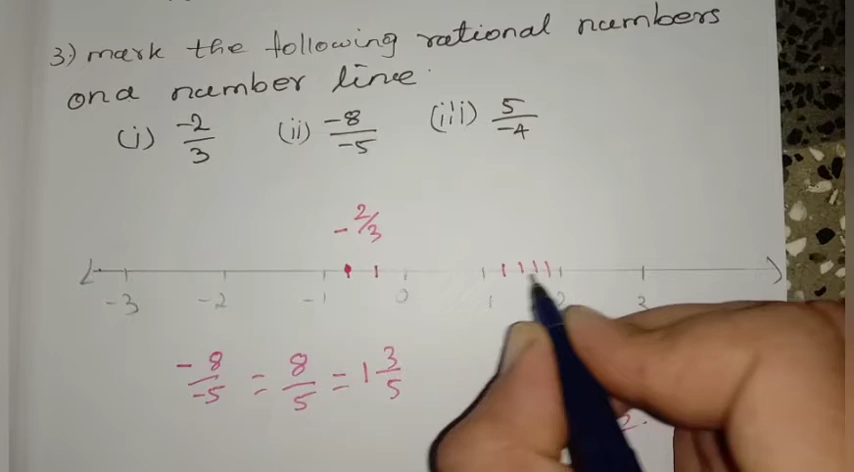 3) mark the following rational numbers
on a number line.
(i) -2/3 (ii) -8/-5 (iii) 5/-4
- 2/3
-3 -2 -1 0 1 2 3
-8/-5 = 8/5 = 1 3/5
2.